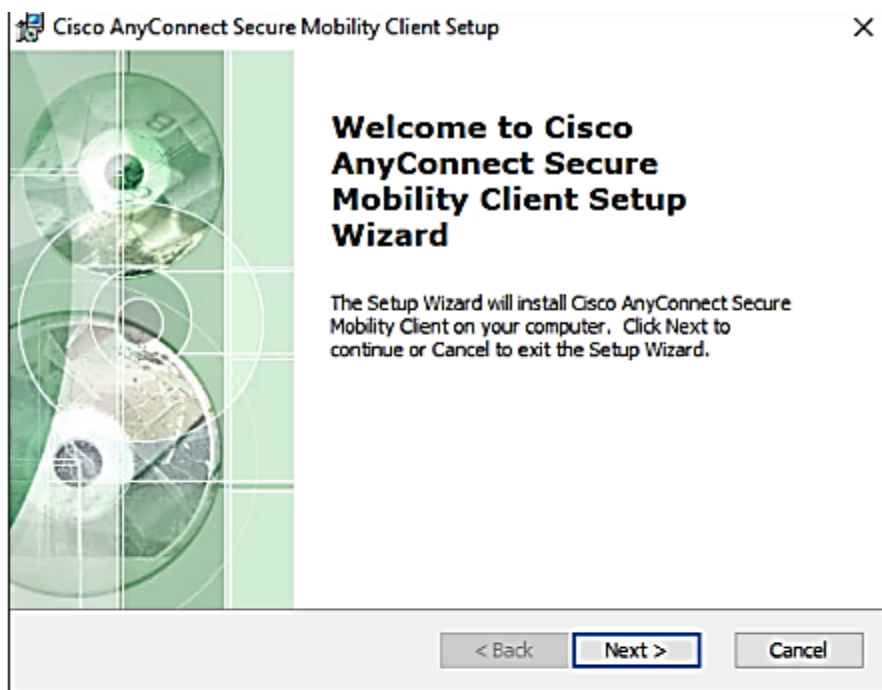 Cisco AnyConnect Secure Mobility Client Setup
Welcome to Cisco
AnyConnect Secure
Mobility Client Setup
Wizard
The Setup Wizard will install Cisco AnyConnect Secure
Mobility Client on your computer. Click Next to
continue or Cancel to exit the Setup Wizard.
< Back
Next >
Cancel